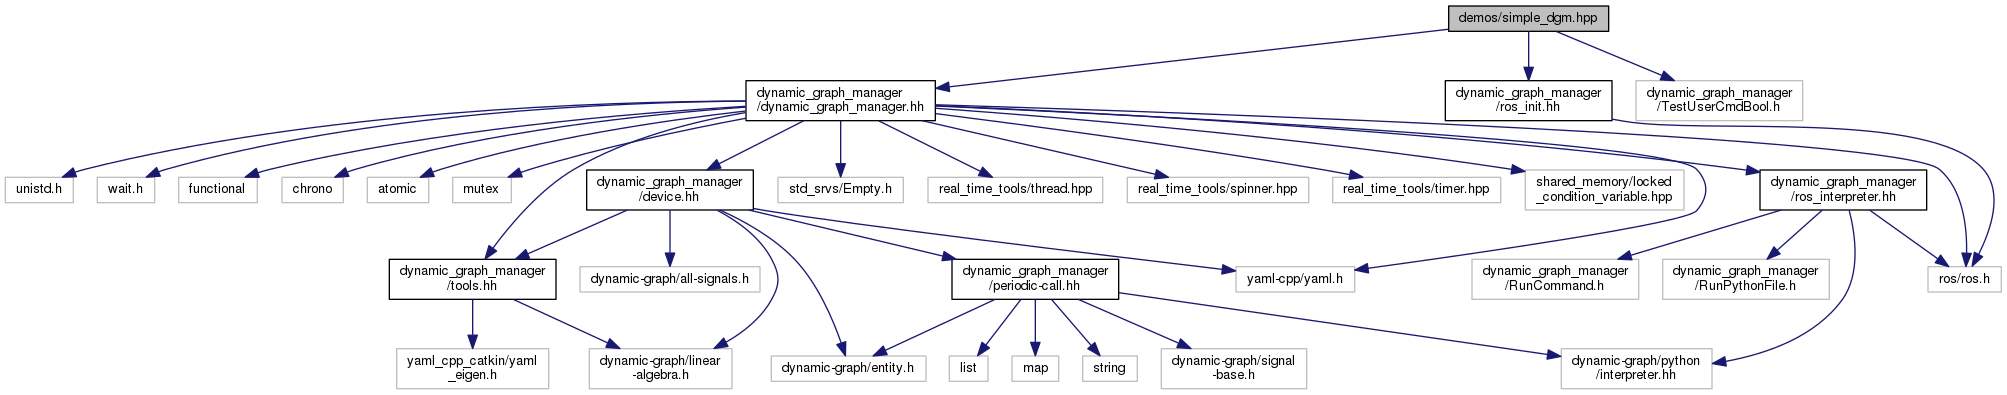 demos/simple_dgm.hpp
dynamic_graph_manager
/dynamic_graph_manager.hh
dynamic_graph_manager
/ros_init.hh
dynamic_graph_manager
/TestUserCmdBool.h
unistd.h
wait.h
functional
chrono
atomic
mutex
dynamic_graph_manager
/device.hh
std_srvs/Empty.h
real_time_tools/thread.hpp
real_time_tools/spinner.hpp
real_time_tools/timer.hpp
shared_memory/locked
_condition_variable.hpp
dynamic_graph_manager
/ros_interpreter.hh
dynamic_graph_manager
/tools.hh
dynamic-graph/all-signals.h
dynamic_graph_manager
/periodic-call.hh
yaml-cpp/yaml.h
dynamic_graph_manager
/RunCommand.h
dynamic_graph_manager
/RunPythonFile.h
ros/ros.h
yaml_cpp_catkin/yaml
_eigen.h
dynamic-graph/linear
-algebra.h
dynamic-graph/entity.h
list
map
string
dynamic-graph/signal
-base.h
dynamic-graph/python
/interpreter.hh